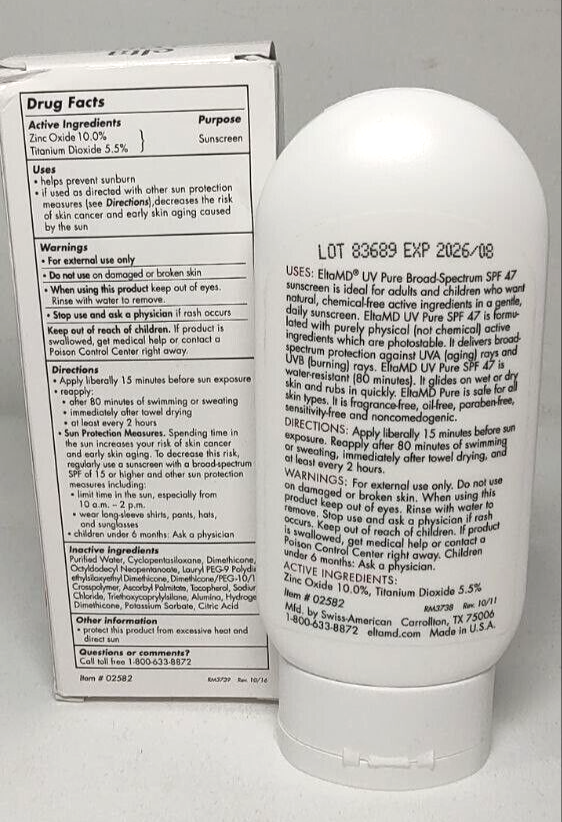 elta
Drug Facts
Active Ingredients Purpose
Zinc Oxide 10.0% } Sunscreen
Titanium Dioxide 5.5%
Uses
• helps prevent sunburn
• if used as directed with other sun protection
measures (see Directions),decreases the risk
of skin cancer and early skin aging caused
by the sun
Warnings
• For external use only
• Do not use on damaged or broken skin
• When using this product keep out of eyes.
Rinse with water to remove.
• Stop use and ask a physician if rash occurs
Keep out of reach of children. If product is
swallowed, get medical help or contact a
Poison Control Center right away.
Directions
• Apply liberally 15 minutes before sun exposure
• reapply:
• after 80 minutes of swimming or sweating
• immediately after towel drying
• at least every 2 hours
• Sun Protection Measures. Spending time in
the sun increases your risk of skin cancer
and early skin aging. To decrease this risk,
regularly use a sunscreen with a broad-spectrum
SPF of 15 or higher and other sun protection
measures including:
• limit time in the sun, especially from
10 a.m. – 2 p.m.
• wear long-sleeve shirts, pants, hats,
and sunglasses
• children under 6 months: Ask a physician
Inactive Ingredients
Purified Water, Cyclopentasiloxane, Dimethicone,
Octyldodecyl Neopentanoate, Lauryl PEG-9 Polydi
ethylsiloxyethyl Dimethicone, Dimethicone/PEG-10/1
Crosspolymer, Ascorbyl Palmitate, Tocopherol, Sodiu
Chloride, Triethoxycaprylylsilane, Alumina, Hydroge
Dimethicone, Potassium Sorbate, Citric Acid
Other information
• protect this product from excessive heat and
direct sun
Questions or comments?
Call toll free 1-800-633-8872
Item # 02582 RM3739 Rev. 10/16
LOT 83689 EXP 2026/08
USES: EltaMD® UV Pure Broad-Spectrum SPF 47
sunscreen is ideal for adults and children who want
natural, chemical-free active ingredients in a gentle,
daily sunscreen. EltaMD UV Pure SPF 47 is formu-
lated with purely physical (not chemical) active
ingredients which are photostable. It delivers broad-
spectrum protection against UVA (aging) rays and
UVB (burning) rays. EltaMD UV Pure SPF 47 is
water-resistant (80 minutes). It glides on wet or dry
skin and rubs in quickly. EltaMD Pure is safe for all
skin types. It is fragrance-free, oil-free, paraben-free,
sensitivity-free and noncomedogenic.
DIRECTIONS: Apply liberally 15 minutes before sun
exposure. Reapply after 80 minutes of swimming
or sweating, immediately after towel drying, and
at least every 2 hours.
WARNINGS: For external use only. Do not use
on damaged or broken skin. When using this
product keep out of eyes. Rinse with water to
remove. Stop use and ask a physician if rash
occurs. Keep out of reach of children. If product
is swallowed, get medical help or contact a
Poison Control Center right away. Children
under 6 months: Ask a physician.
ACTIVE INGREDIENTS:
Zinc Oxide 10.0%, Titanium Dioxide 5.5%
Item # 02582 RM3738 Rev. 10/11
Mfd. by Swiss-American Carrollton, TX 75006
1-800-633-8872 eltamd.com Made in U.S.A.